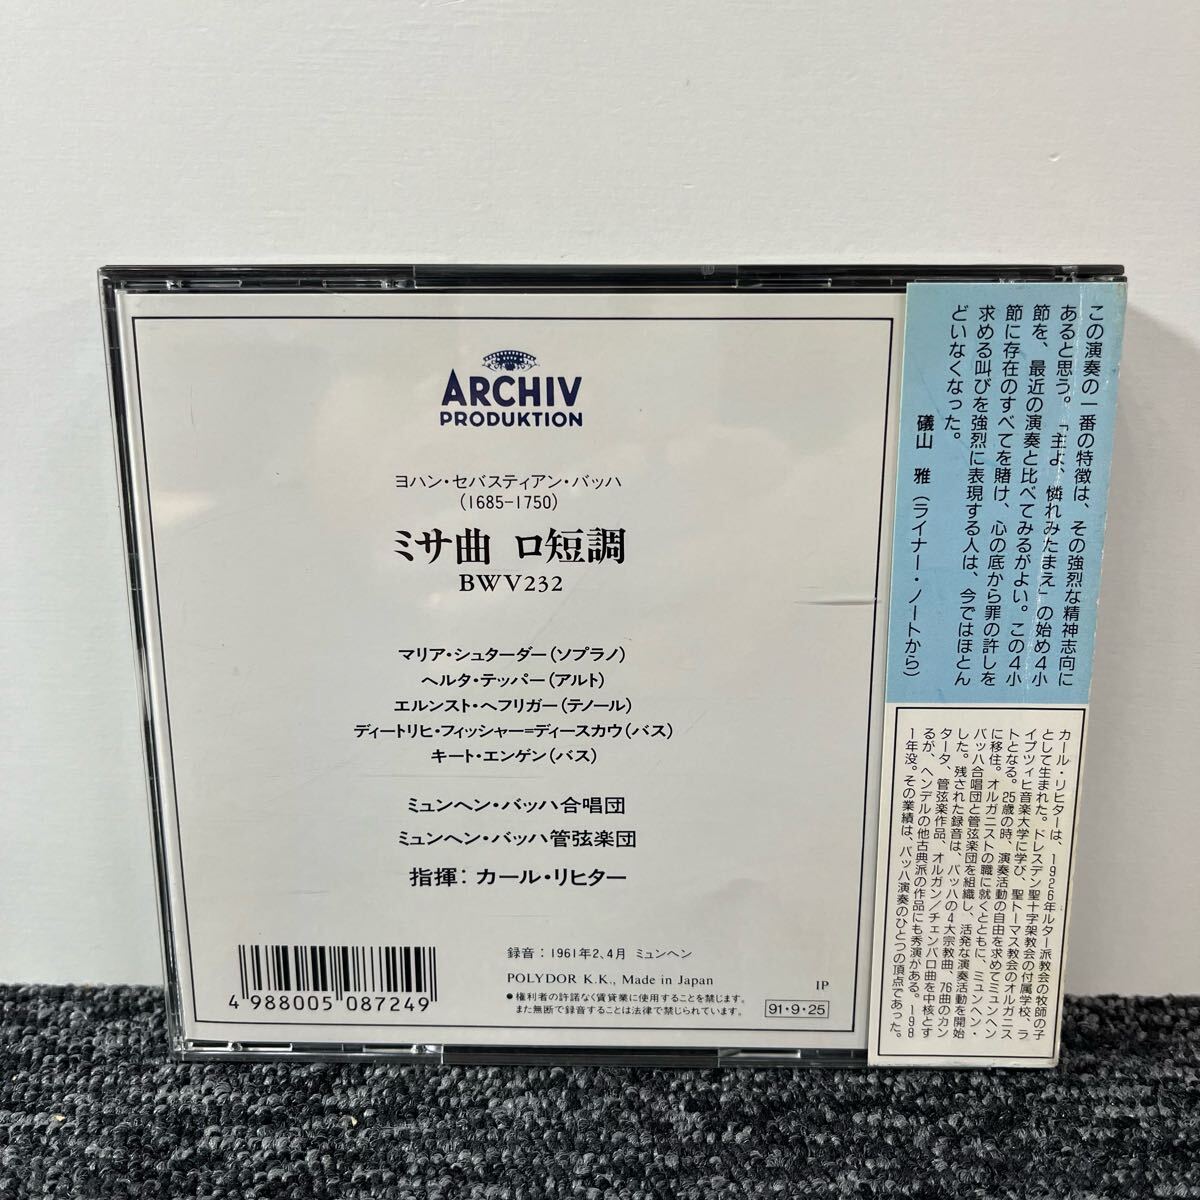 ARCHIV
PRODUKTION
ヨハン・セバスティアン・バッハ
(1685-1750)
ミサ曲 ロ短調
BWV232
マリア・シュターダー(ソプラノ)
ヘルタ・テッパー(アルト)
エルンスト・ヘフリガー(テノール)
ディートリヒ・フィッシャー=ディースカウ(バス)
キート・エンゲン(バス)
ミュンヘン・バッハ合唱団
ミュンヘン・バッハ管弦楽団
指揮: カール・リヒター
録音: 1961年2、4月 ミュンヘン
POLYDOR K.K., Made in Japan
IP
●権利者の許諾なく賃貸業に使用することを禁じます。
また無断で録音することは法律で禁じられています。
91・9・25
4 988005 087249
この演奏の一番の特徴は、その強烈な精神志向に
あると思う。「主よ、憐れみたまえ」の始め4小
節を、最近の演奏と比べてみるがよい。この4小
節に存在のすべてを賭け、心の底から罪の許しを
求める叫びを強烈に表現する人は、今ではほとん
どいなくなった。
礒山 雅(ライナー・ノートから)
カール・リヒターは、1926年ルター派教会の牧師の子
として生まれた。ドレスデン聖十字架教会の付属学校、ラ
イプツィヒ音楽大学に学び、聖トーマス教会のオルガニス
トとなる。25歳の時、演奏活動の自由を求めてミュンヘン
に移住。オルガニストの職に就くとともに、ミュンヘン・
バッハ合唱団と管弦楽団を組織し、活発な演奏活動を開始
した。残された録音は、バッハの4大宗教曲、76曲のカン
タータ、管弦楽作品、オルガン/チェンバロ曲を中核とす
るが、ヘンデルの他古典派の作品にも秀演がある。198
1年没。その業績は、バッハ演奏のひとつの頂点であった。